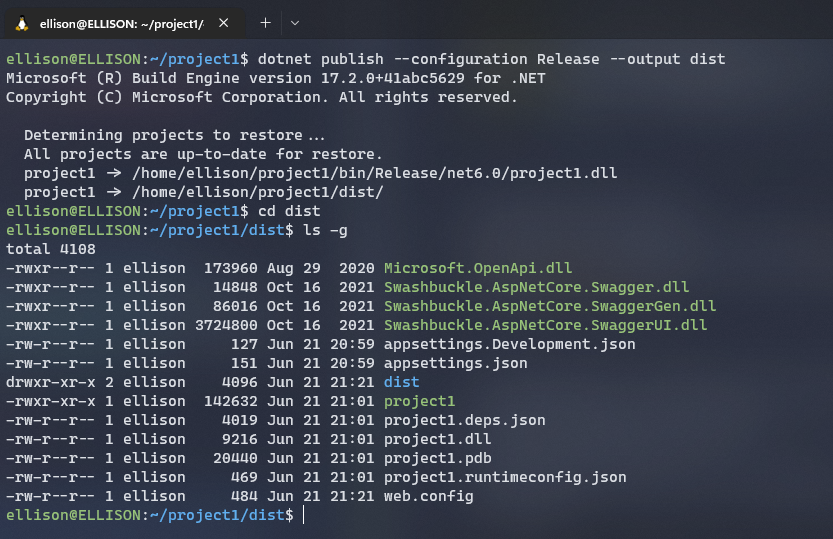 ellison@ELLISON: ~/project1/
ellison@ELLISON:~/project1$ dotnet publish --configuration Release --output dist
Microsoft (R) Build Engine version 17.2.0+41abc5629 for .NET
Copyright (C) Microsoft Corporation. All rights reserved.
Determining projects to restore...
All projects are up-to-date for restore.
project1 -> /home/ellison/project1/bin/Release/net6.0/project1.dll
project1 -> /home/ellison/project1/dist/
ellison@ELLISON:~/project1$ cd dist
ellison@ELLISON:~/project1/dist$ ls -g
total 4108
-rwxr--r-- 1 ellison  173960 Aug 29  2020 Microsoft.OpenApi.dll
-rwxr--r-- 1 ellison   14848 Oct 16  2021 Swashbuckle.AspNetCore.Swagger.dll
-rwxr--r-- 1 ellison   86016 Oct 16  2021 Swashbuckle.AspNetCore.SwaggerGen.dll
-rwxr--r-- 1 ellison 3724800 Oct 16  2021 Swashbuckle.AspNetCore.SwaggerUI.dll
-rw-r--r-- 1 ellison     127 Jun 21 20:59 appsettings.Development.json
-rw-r--r-- 1 ellison     151 Jun 21 20:59 appsettings.json
drwxr-xr-x 2 ellison    4096 Jun 21 21:21 dist
-rwxr-xr-x 1 ellison  142632 Jun 21 21:01 project1
-rw-r--r-- 1 ellison    4019 Jun 21 21:01 project1.deps.json
-rw-r--r-- 1 ellison    9216 Jun 21 21:01 project1.dll
-rw-r--r-- 1 ellison   20440 Jun 21 21:01 project1.pdb
-rw-r--r-- 1 ellison     469 Jun 21 21:01 project1.runtimeconfig.json
-rw-r--r-- 1 ellison     484 Jun 21 21:21 web.config
ellison@ELLISON:~/project1/dist$